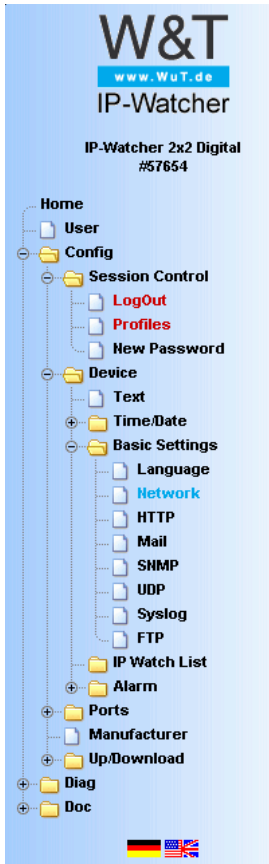 W&T
www.WuT.de
IP-Watcher
IP-Watcher 2x2 Digital
#57654
Home
User
Config
Session Control
LogOut
Profiles
New Password
Device
Text
Time/Date
Basic Settings
Language
Network
HTTP
Mail
SNMP
UDP
Syslog
FTP
IP Watch List
Alarm
Ports
Manufacturer
Up/Download
Diag
Doc